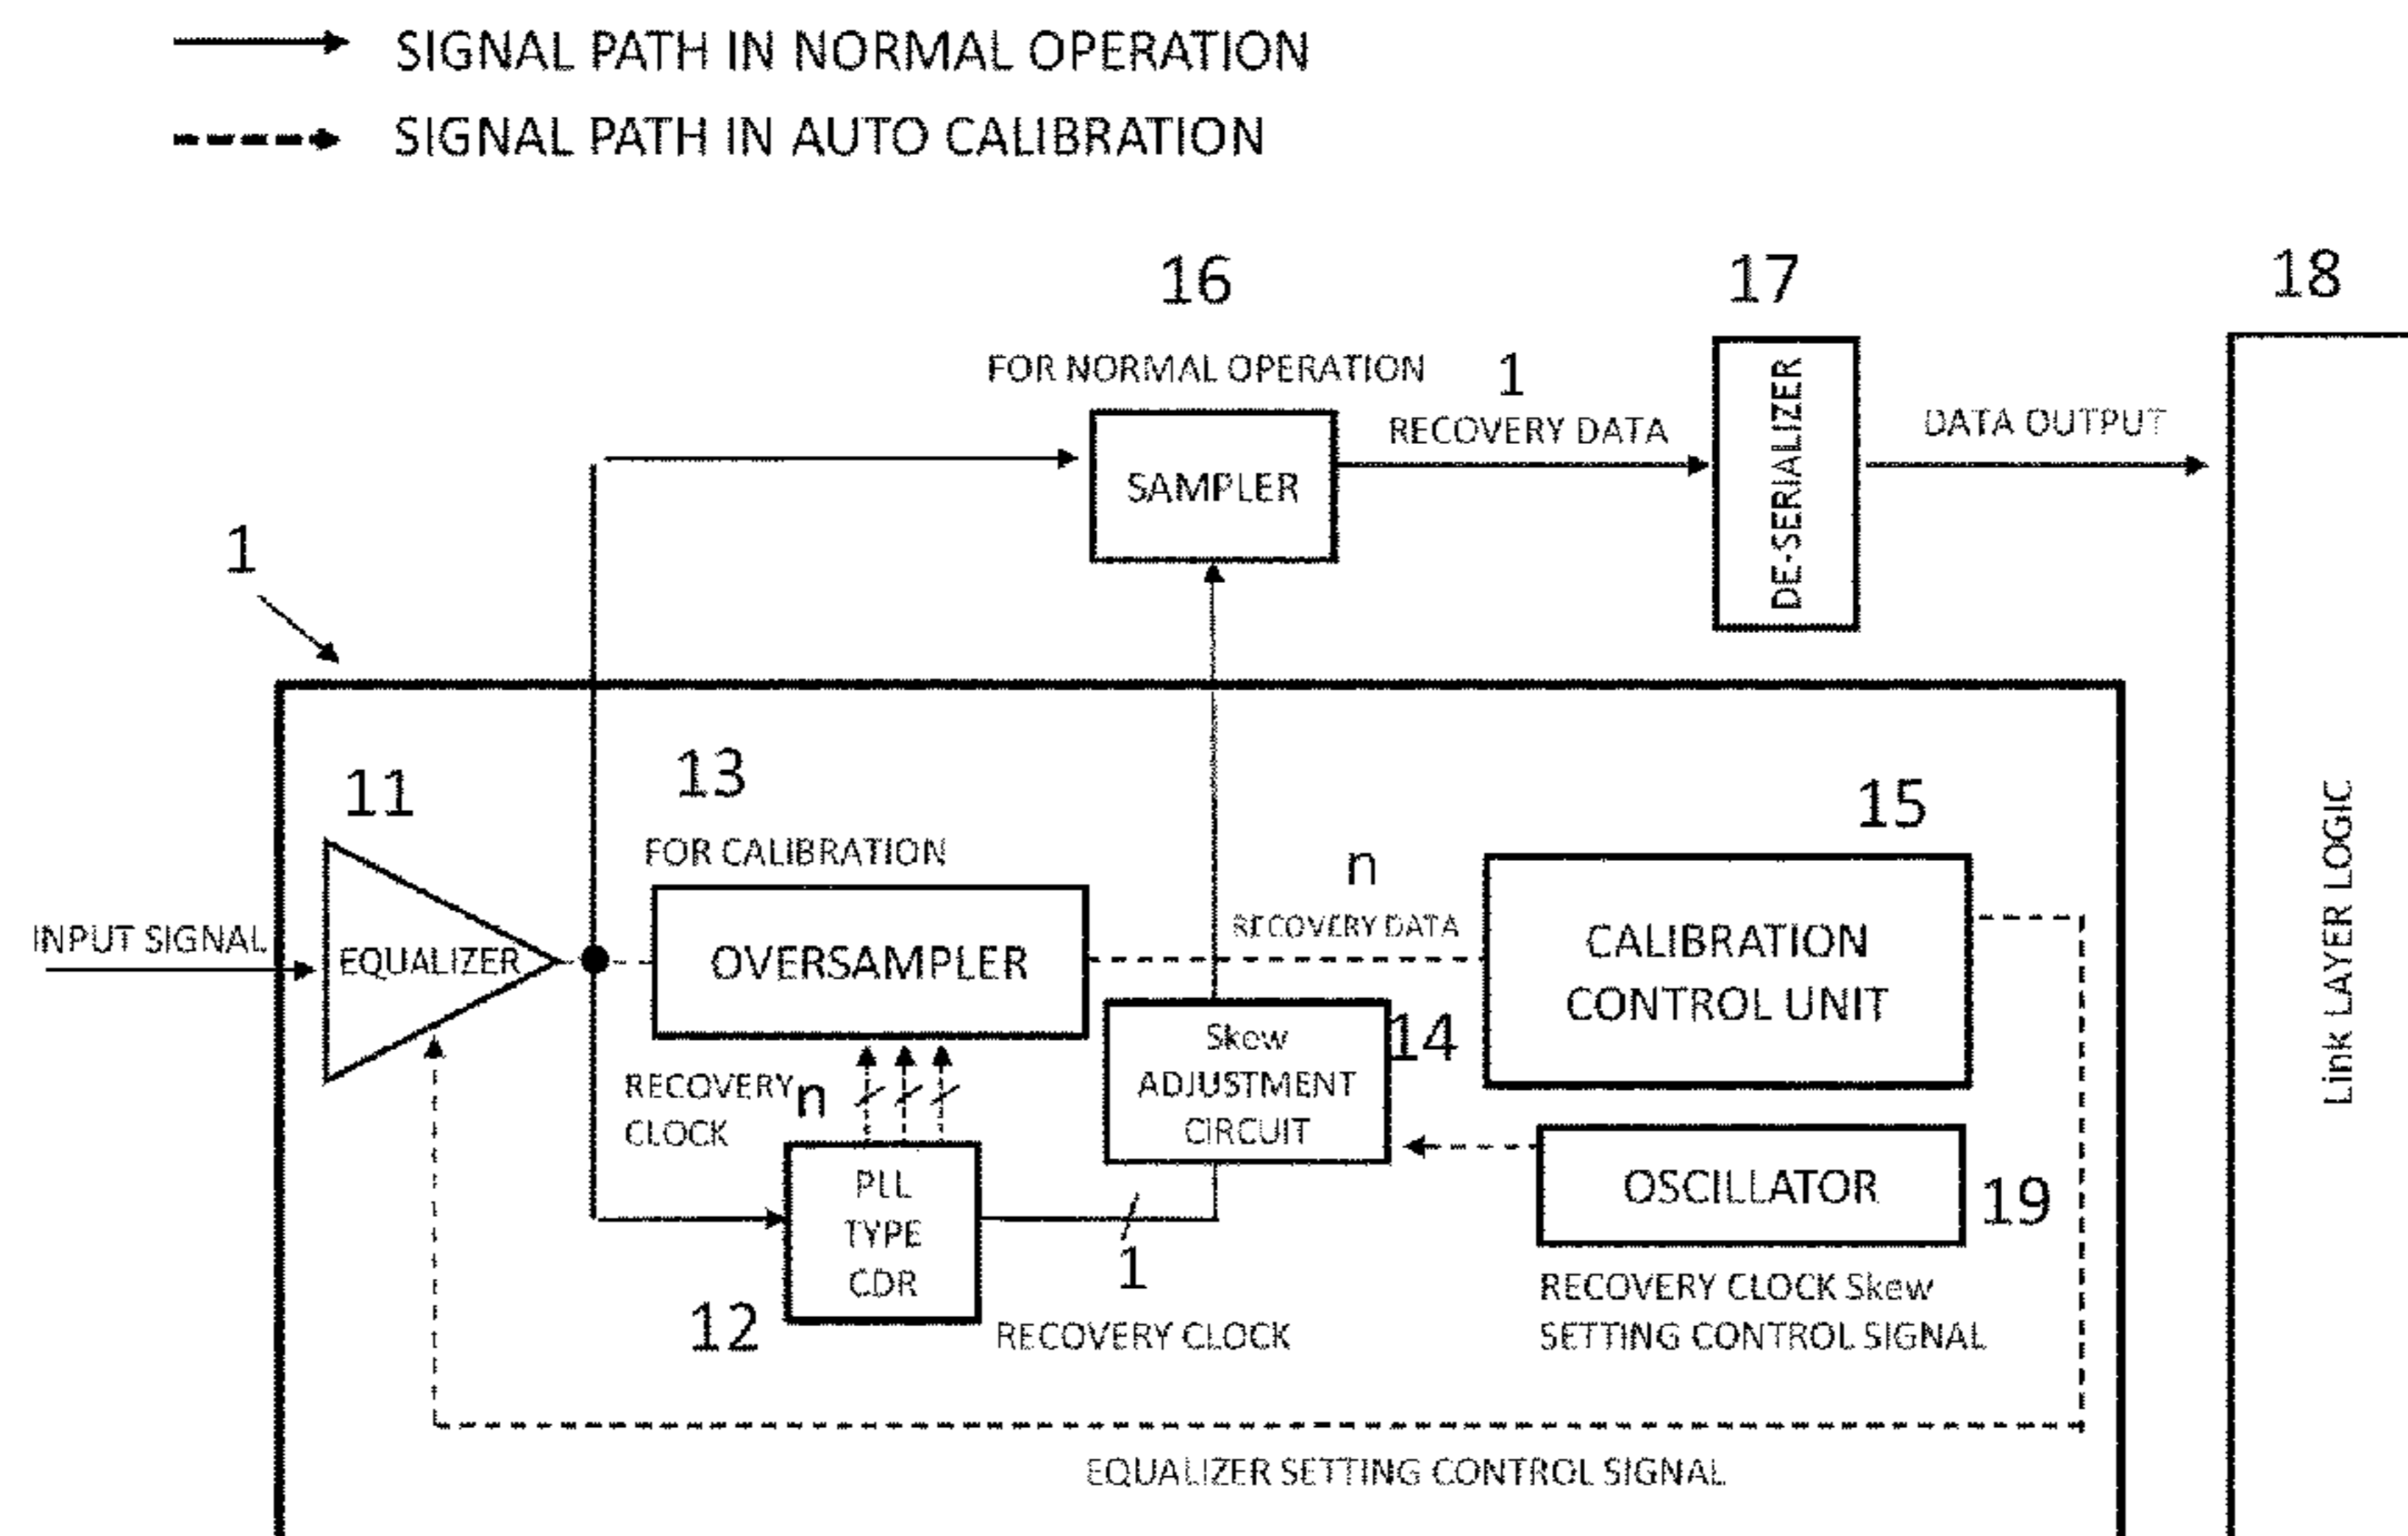 SIGNAL PATH IN NORMAL OPERATION
SIGNAL PATH IN AUTO CALIBRATION
16
17
18
FOR NORMAL OPERATION
1
RECOVERY DATA
DATA OUTPUT
SAMPLER
DE-SERIALIZER
1
11
13
15
FOR CALIBRATION
n
RECOVERY DATA
INPUT SIGNAL
EQUALIZER
OVERSAMPLER
CALIBRATION
CONTROL UNIT
Link LAYER LOGIC
Skew
ADJUSTMENT
CIRCUIT
14
RECOVERY
CLOCK
n
PLL
TYPE
CDR
12
1
RECOVERY CLOCK
OSCILLATOR
19
RECOVERY CLOCK Skew
SETTING CONTROL SIGNAL
EQUALIZER SETTING CONTROL SIGNAL